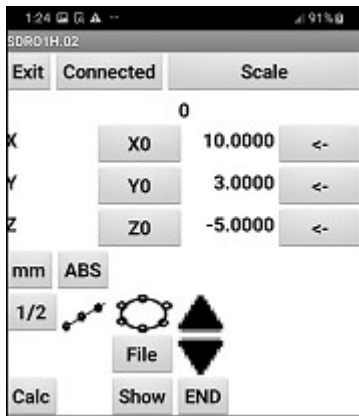 1:24 91%
SDRO1H.02
Exit Connected Scale
0
X X0 10.0000 <-
Y Y0 3.0000 <-
Z Z0 -5.0000 <-
mm ABS
1/2
File
Calc Show END